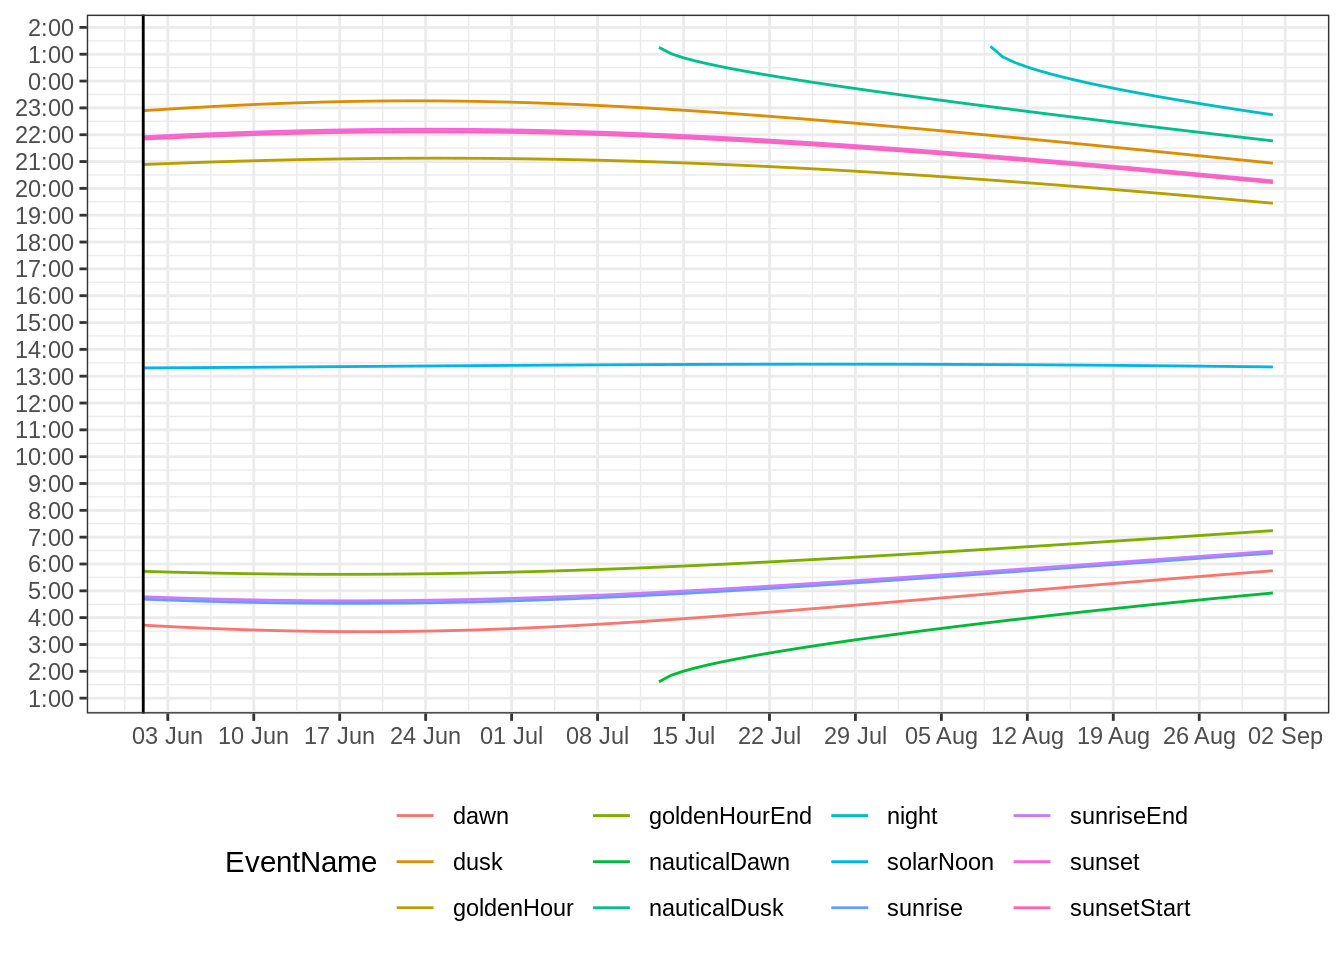 2:00
1:00
0:00
23:00
22:00
21:00
20:00
19:00
18:00
17:00
16:00
15:00
14:00
13:00
12:00
11:00
10:00
9:00
8:00
7:00
6:00
5:00
4:00
3:00
2:00
1:00
03 Jun 10 Jun 17 Jun 24 Jun 01 Jul 08 Jul 15 Jul 22 Jul 29 Jul 05 Aug 12 Aug 19 Aug 26 Aug 02 Sep
EventName
dawn
dusk
goldenHour
goldenHourEnd
nauticalDawn
nauticalDusk
night
solarNoon
sunrise
sunriseEnd
sunset
sunsetStart